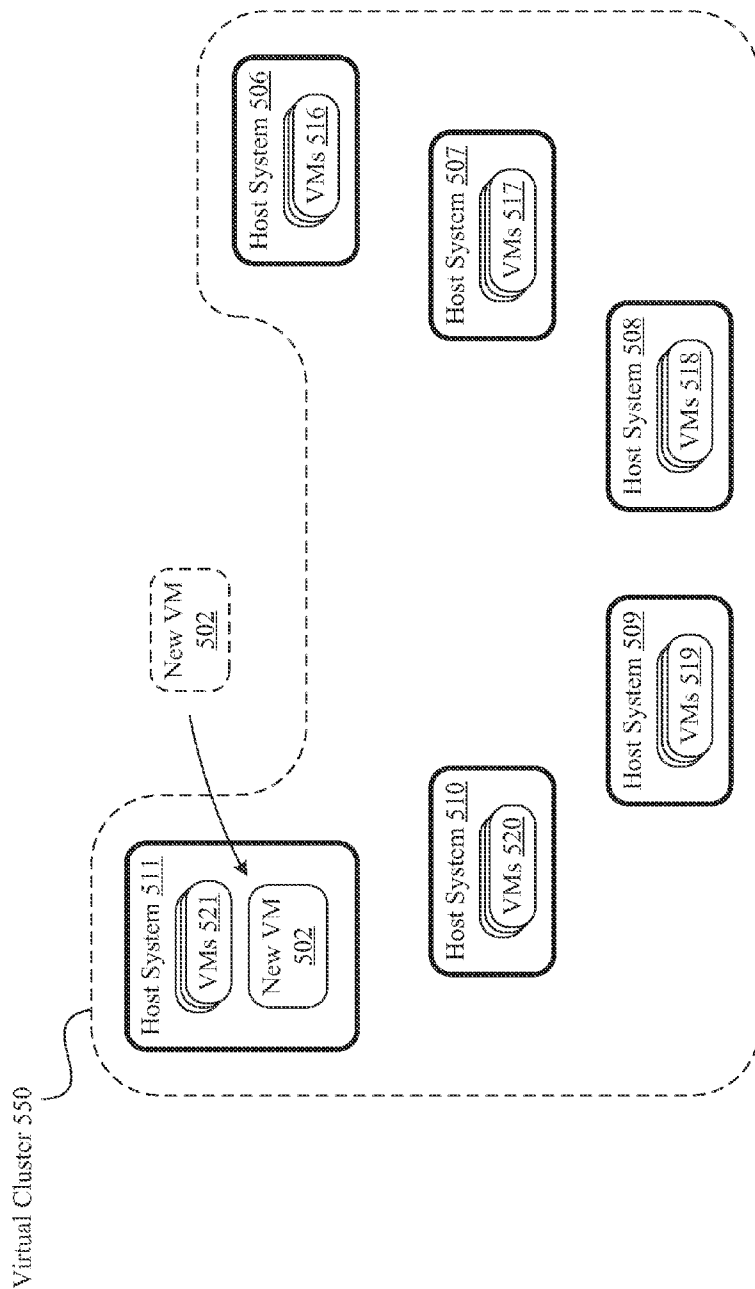 Virtual Cluster 550
Host System 511
VMs 521
New VM
502
New VM
502
Host System 506
VMs 516
Host System 510
VMs 520
Host System 507
VMs 517
Host System 509
VMs 519
Host System 508
VMs 518